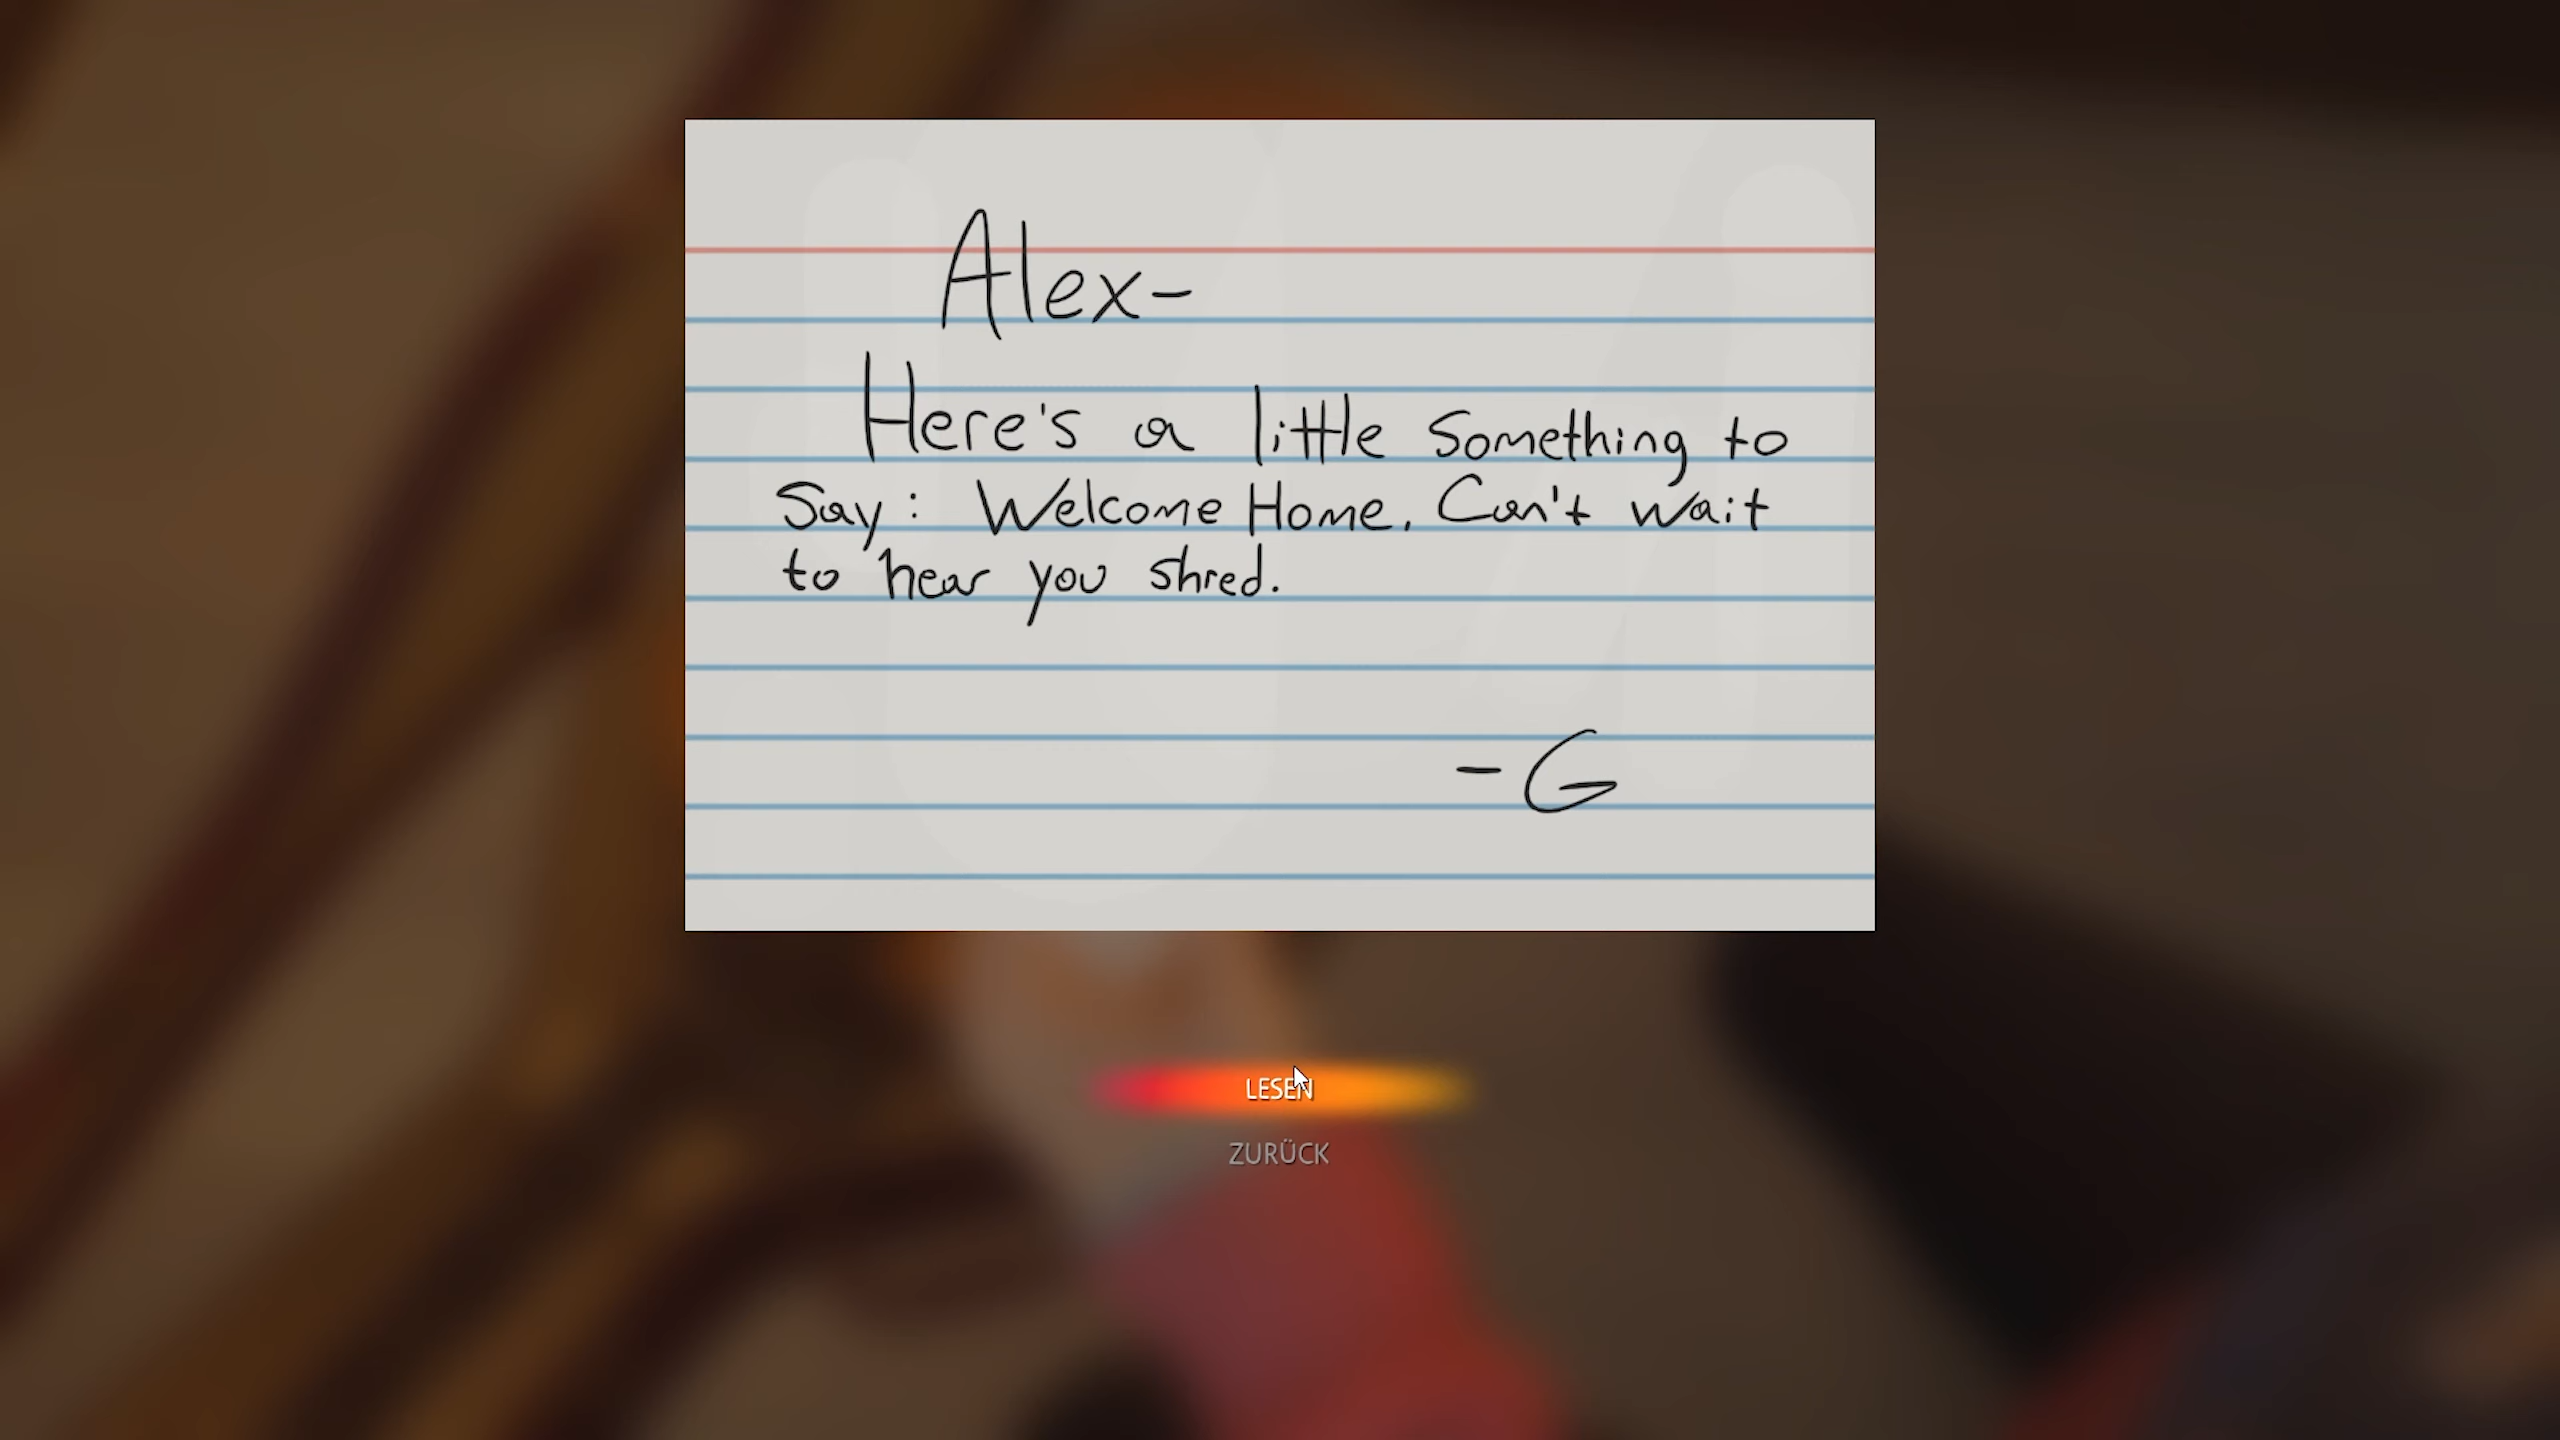 Alex-
Here's a little Something to
Say: Welcome Home. Can't wait
to hear you shred.
-G
LESEN
ZURÜCK